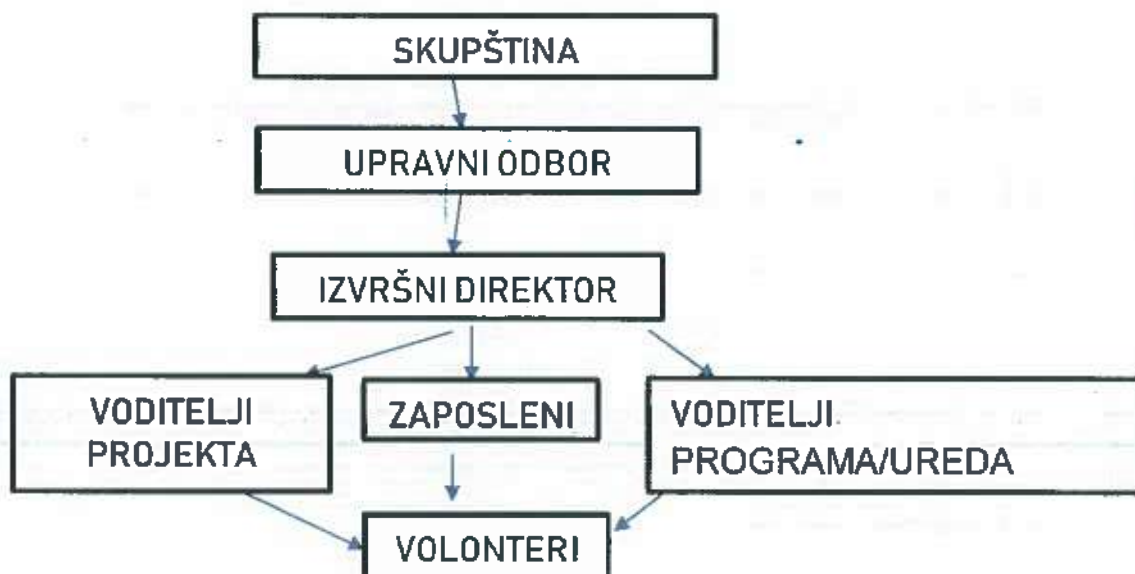 SKUPŠTINA
UPRAVNI ODBOR
IZVRŠNI DIREKTOR
VODITELJI
PROJEKTA
ZAPOSLENI
VODITELJI
PROGRAMA/UREDA
VOLONTERI